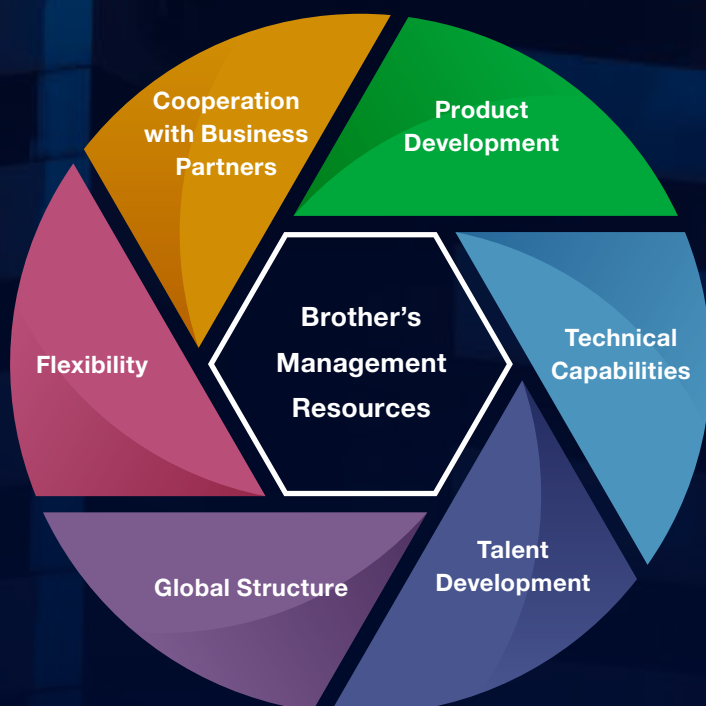 Cooperation
with Business
Partners
Product
Development
Brother’s
Management
Resources
Technical
Capabilities
Flexibility
Talent
Development
Global Structure